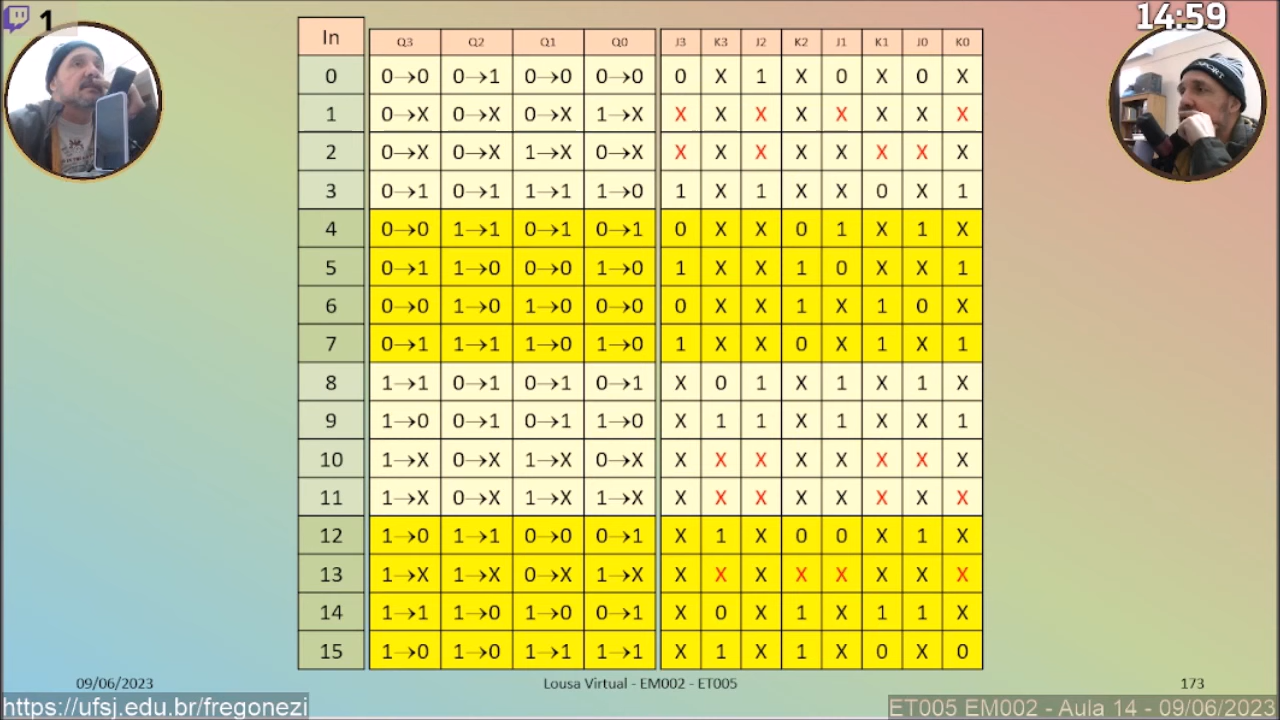 1
14:59
In Q3 Q2 Q1 Q0 J3 K3 J2 K2 J1 K1 J0 K0
0 0→0 0→1 0→0 0→0 0 X 1 X 0 X 0 X
1 0→X 0→X 0→X 1→X X X X X X X X X
2 0→X 0→X 1→X 0→X X X X X X X X X
3 0→1 0→1 1→1 1→0 1 X 1 X X 0 X 1
4 0→0 1→1 0→1 0→1 0 X X 0 1 X 1 X
5 0→1 1→0 0→0 1→0 1 X X 1 0 X X 1
6 0→0 1→0 1→0 0→0 0 X X 1 X 1 0 X
7 0→1 1→1 1→0 1→0 1 X X 0 X 1 X 1
8 1→1 0→1 0→1 0→1 X 0 1 X 1 X 1 X
9 1→0 0→1 0→1 1→0 X 1 1 X 1 X X 1
10 1→X 0→X 1→X 0→X X X X X X X X X
11 1→X 0→X 1→X 1→X X X X X X X X X
12 1→0 1→1 0→0 0→1 X 1 X 0 0 X 1 X
13 1→X 1→X 0→X 1→X X X X X X X X X
14 1→1 1→0 1→0 0→1 X 0 X 1 X 1 1 X
15 1→0 1→0 1→1 1→1 X 1 X 1 X 0 X 0
09/06/2023 Lousa Virtual - EM002 - ET005 173
https://ufsj.edu.br/fregonezi ET005 EM002 - Aula 14 - 09/06/2023